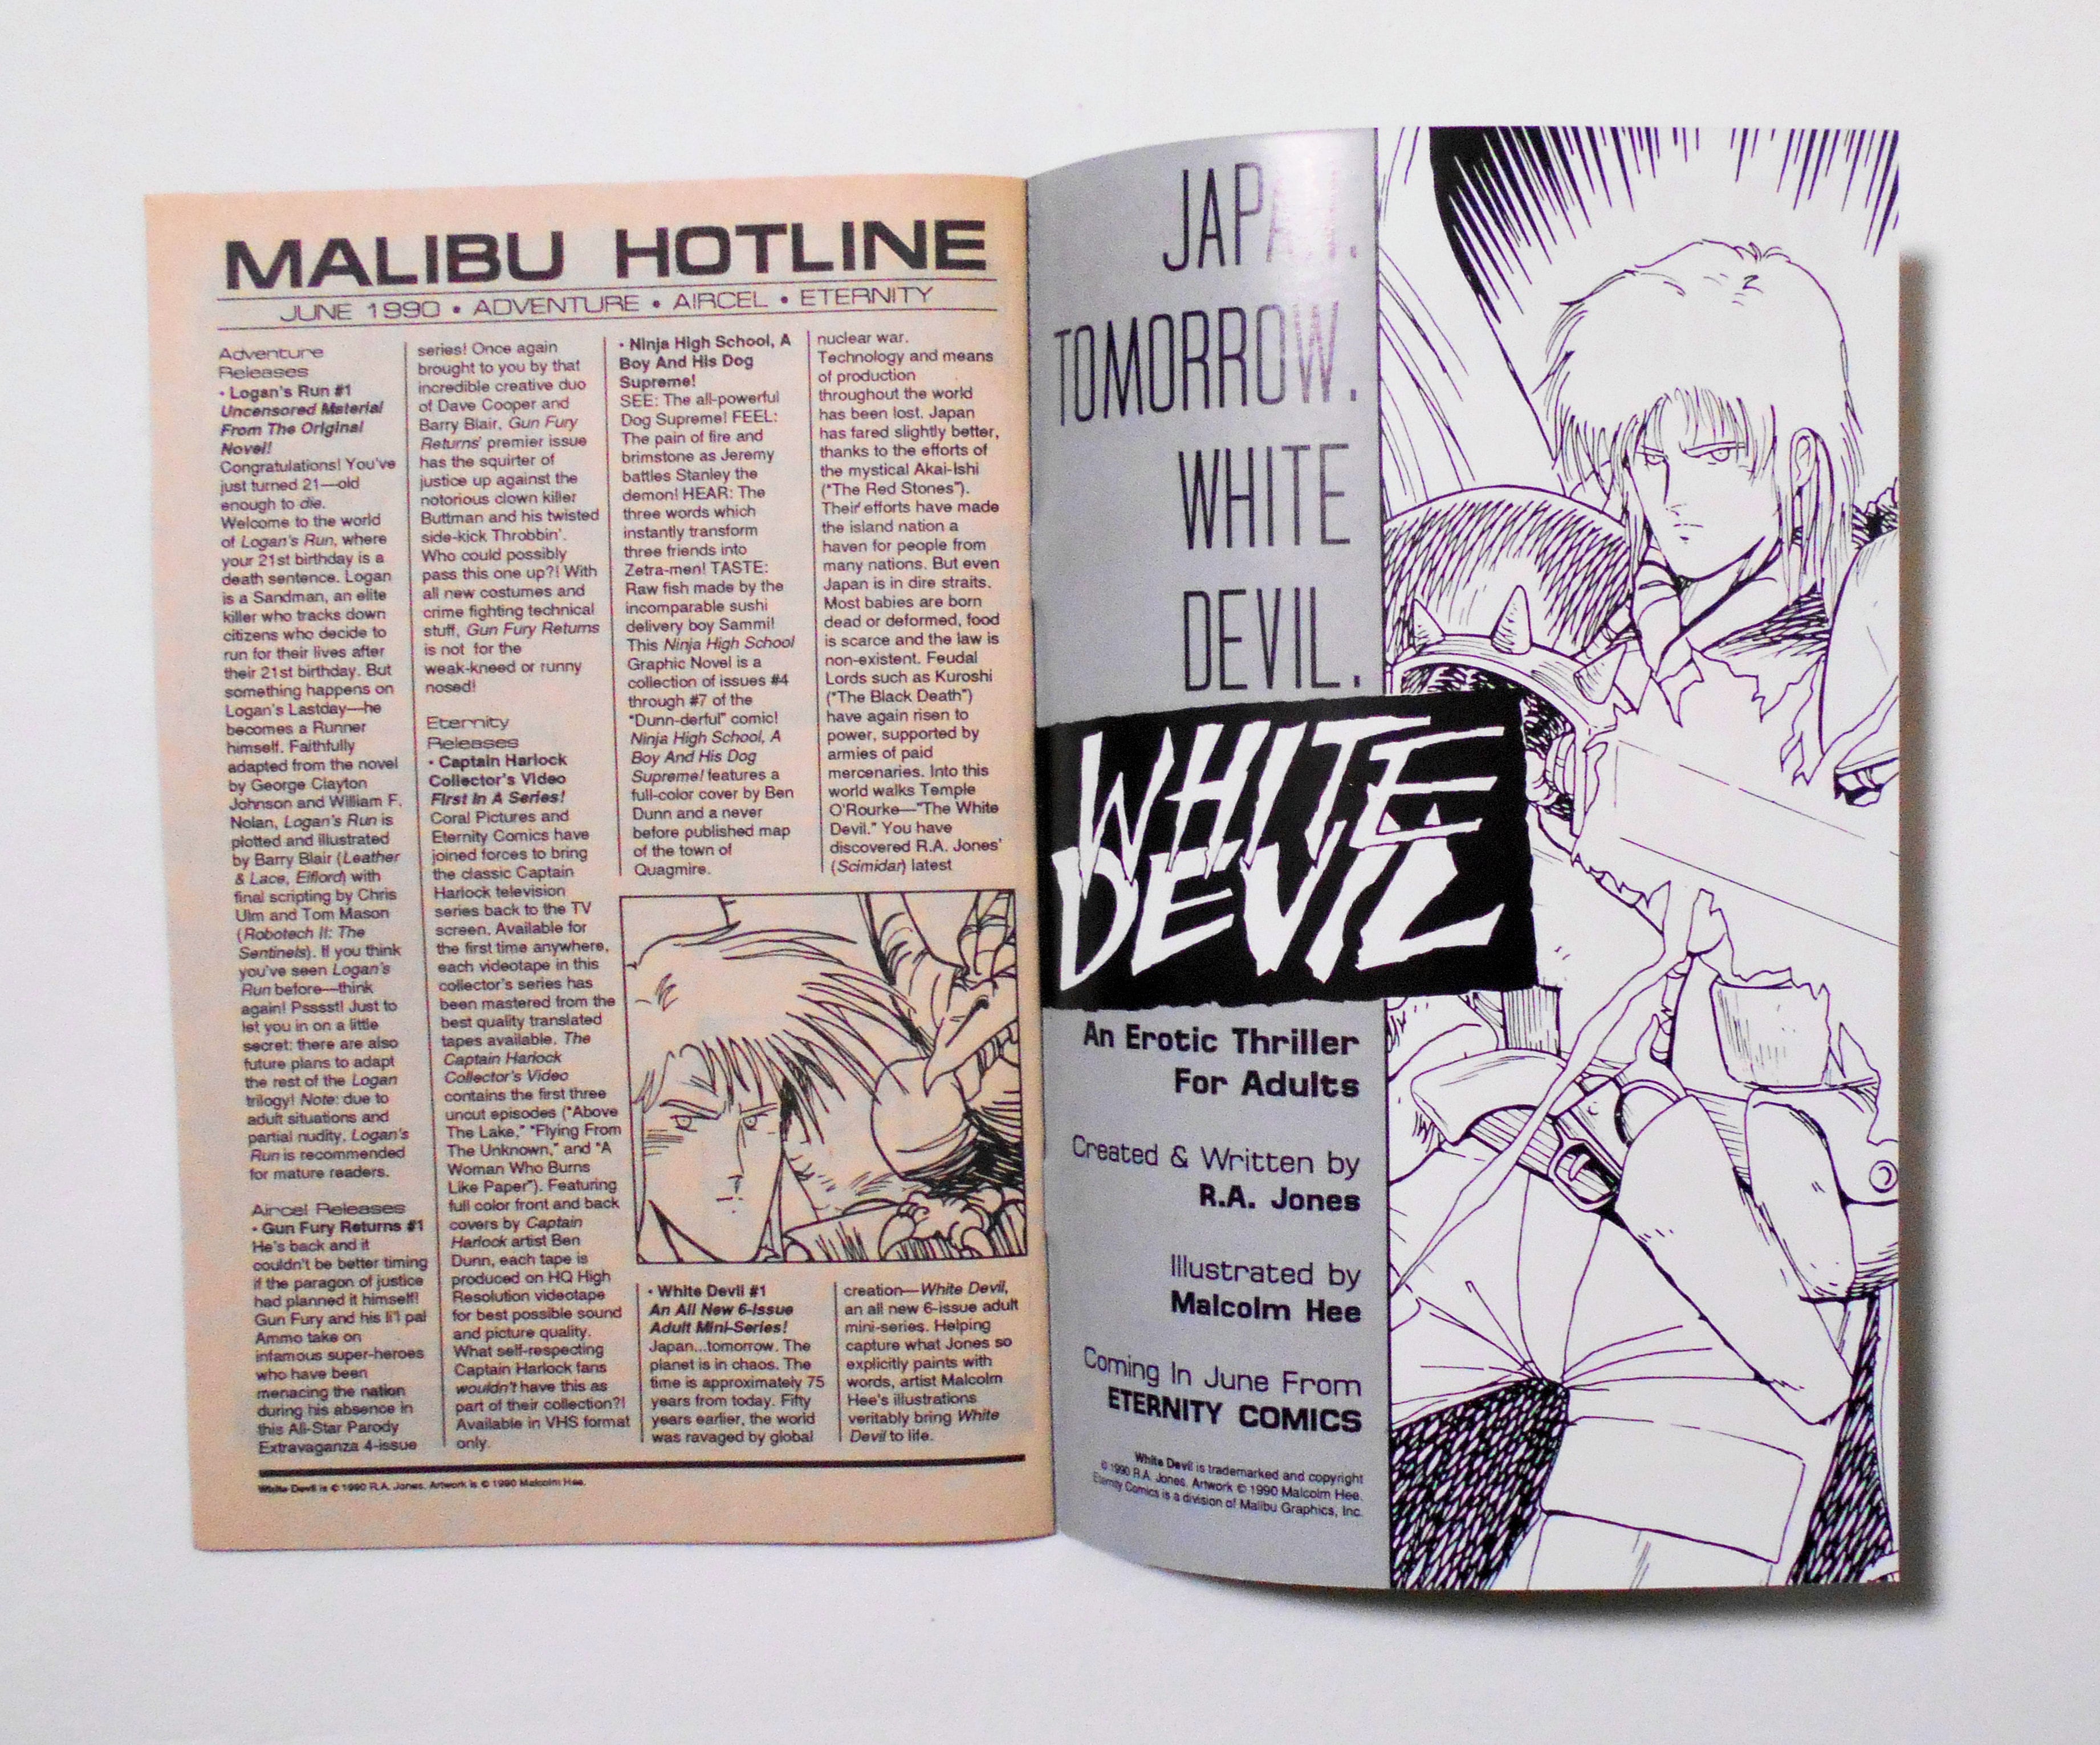 MALIBU HOTLINE
JUNE 1990 • ADVENTURE • AIRCEL • ETERNITY
Adventure
Releases
• Logan's Run #1
Uncensored Material
From The Original
Novel!
Congratulations! You've
just turned 21—old
enough to die.
Welcome to the world
of Logan's Run, where
your 21st birthday is a
death sentence. Logan
is a Sandman, an elite
killer who tracks down
citizens who decide to
run for their lives after
their 21st birthday. But
something happens on
Logan's Lastday—he
becomes a Runner
himself. Faithfully
adapted from the novel
by George Clayton
Johnson and William F.
Nolan, Logan's Run is
plotted and illustrated
by Barry Blair (Leather
& Lace, Elflord) with
final scripting by Chris
Ulm and Tom Mason
(Robotech II: The
Sentinels). If you think
you've seen Logan's
Run before—think
again! Psssst! Just to
let you in on a little
secret: there are also
future plans to adapt
the rest of the Logan
trilogy! Note: due to
adult situations and
partial nudity, Logan's
Run is recommended
for mature readers.
Aircel Releases
• Gun Fury Returns #1
He's back and it
couldn't be better timing
if the paragon of justice
had planned it himself!
Gun Fury and his li'l pal
Ammo take on
infamous super-heroes
who have been
menacing the nation
during his absence in
this All-Star Parody
Extravaganza 4-issue
series! Once again
brought to you by that
incredible creative duo
of Dave Cooper and
Barry Blair, Gun Fury
Returns' premier issue
has the squirter of
justice up against the
notorious clown killer
Buttman and his twisted
side-kick Throbbin'.
Who could possibly
pass this one up?! With
all new costumes and
crime fighting technical
stuff, Gun Fury Returns
is not for the
weak-kneed or runny
nosed!
Eternity
Releases
• Captain Harlock
Collector's Video
First In A Series!
Coral Pictures and
Eternity Comics have
joined forces to bring
the classic Captain
Harlock television
series back to the TV
screen. Available for
the first time anywhere,
each videotape in this
collector's series has
been mastered from the
best quality translated
tapes available. The
Captain Harlock
Collector's Video
contains the first three
uncut episodes ("Above
The Lake," "Flying From
The Unknown," and "A
Woman Who Burns
Like Paper"). Featuring
full color front and back
covers by Captain
Harlock artist Ben
Dunn, each tape is
produced on HQ High
Resolution videotape
for best possible sound
and picture quality.
What self-respecting
Captain Harlock fans
wouldn't have this as
part of their collection?!
Available in VHS format
only.
• Ninja High School, A
Boy And His Dog
Supreme!
SEE: The all-powerful
Dog Supreme! FEEL:
The pain of fire and
brimstone as Jeremy
battles Stanley the
demon! HEAR: The
three words which
instantly transform
three friends into
Zetra-men! TASTE:
Raw fish made by the
incomparable sushi
delivery boy Sammi!
This Ninja High School
Graphic Novel is a
collection of issues #4
through #7 of the
"Dunn-derful" comic!
Ninja High School, A
Boy And His Dog
Supreme! features a
full-color cover by Ben
Dunn and a never
before published map
of the town of
Quagmire.
• White Devil #1
An All New 6-Issue
Adult Mini-Series!
Japan...tomorrow. The
planet is in chaos. The
time is approximately 75
years from today. Fifty
years earlier, the world
was ravaged by global
nuclear war.
Technology and means
of production
throughout the world
has been lost. Japan
has fared slightly better,
thanks to the efforts of
the mystical Akai-Ishi
("The Red Stones").
Their efforts have made
the island nation a
haven for people from
many nations. But even
Japan is in dire straits.
Most babies are born
dead or deformed, food
is scarce and the law is
non-existent. Feudal
Lords such as Kuroshi
("The Black Death")
have again risen to
power, supported by
armies of paid
mercenaries. Into this
world walks Temple
O'Rourke—"The White
Devil." You have
discovered R.A. Jones'
(Scimidar) latest
creation—White Devil,
an all new 6-issue adult
mini-series. Helping
capture what Jones so
explicitly paints with
words, artist Malcolm
Hee's illustrations
veritably bring White
Devil to life.
White Devil is © 1990 R.A. Jones. Artwork is © 1990 Malcolm Hee.
JAPAN.
TOMORROW.
WHITE
DEVIL.
WHITE
DEVIL
An Erotic Thriller
For Adults
Created & Written by
R.A. Jones
Illustrated by
Malcolm Hee
Coming In June From
ETERNITY COMICS
White Devil is trademarked and copyright
© 1990 R.A. Jones. Artwork © 1990 Malcolm Hee.
Eternity Comics is a division of Malibu Graphics, Inc.